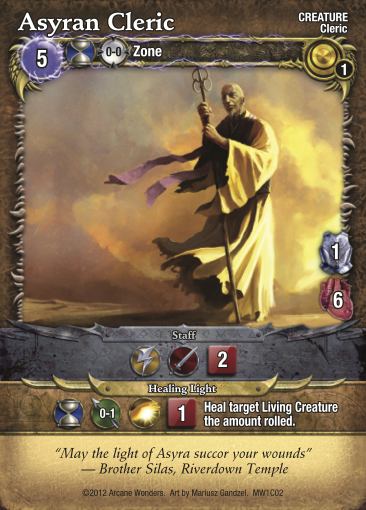 Asyran Cleric
CREATURE
Cleric
5
0-0 Zone
1
1
6
Staff
2
Healing Light
0-1
1
Heal target Living Creature
the amount rolled.
“May the light of Asyra succor your wounds”
— Brother Silas, Riverdown Temple
©2012 Arcane Wonders. Art by Mariusz Gandzel. MW1C02